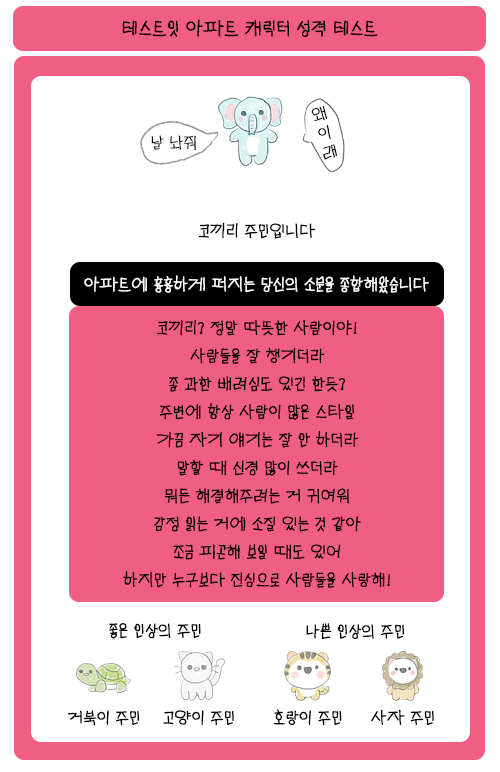 테스트잇 아파트 캐릭터 성격 테스트
날 놔줘
왜
이
래
코끼리 주민입니다
아파트에 흉흉하게 퍼지는 당신의 소문을 종합해왔습니다
코끼리? 정말 따뜻한 사람이야!
사람들을 잘 챙기더라
좀 과한 배려심도 있긴 한듯?
주변에 항상 사람이 많은 스타일
가끔 자기 얘기는 잘 안 하더라
말할 때 신경 많이 쓰더라
뭐든 해결해주려는 거 귀여워
감정 읽는 거에 소질 있는 것 같아
조금 피곤해 보일 때도 있어
하지만 누구보다 진심으로 사람들을 사랑해!
좋은 인상의 주민 나쁜 인상의 주민
거북이 주민 고양이 주민 호랑이 주민 사자 주민